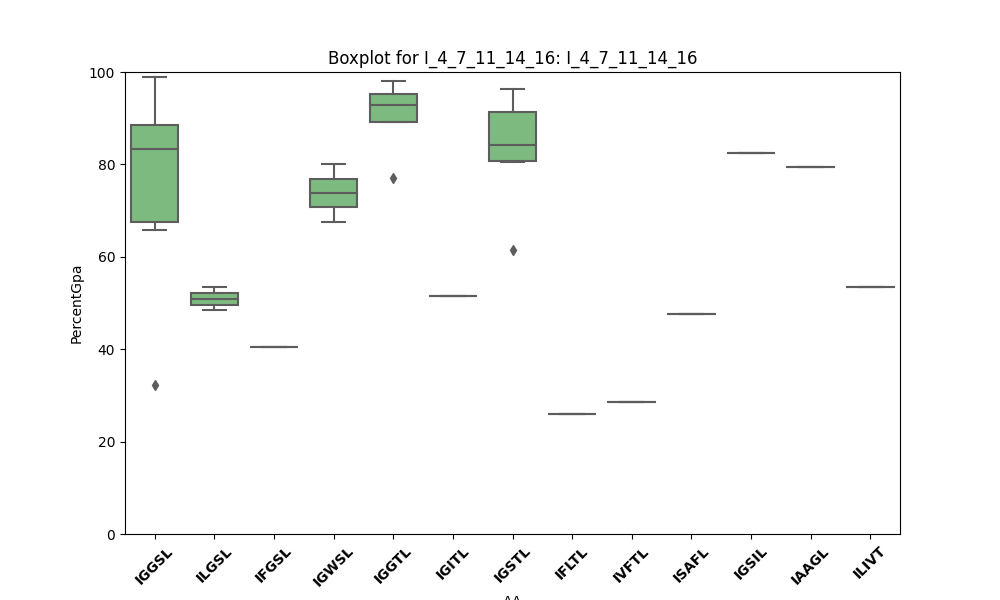 Boxplot for I_4_7_11_14_16: I_4_7_11_14_16
100
80
60
40
20
0
PercentGpa
IGGSL
ILGSL
IFGSL
IGWSL
IGGTL
IGITL
IGSTL
IFLTL
IVFTL
ISAFL
IGSIL
IAAGL
ILIVT
AA